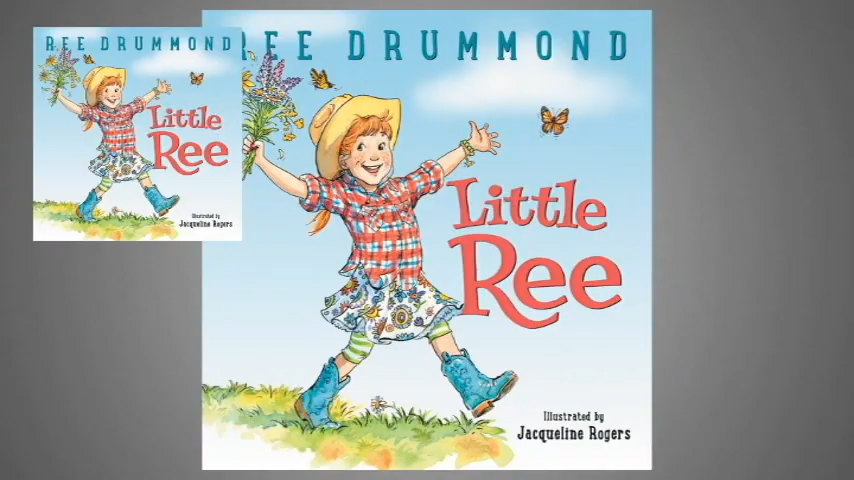 REE DRUMMOND
Little
Ree
Illustrated by
Jacqueline Rogers
REE DRUMMOND
Little
Ree
Illustrated by
Jacqueline Rogers